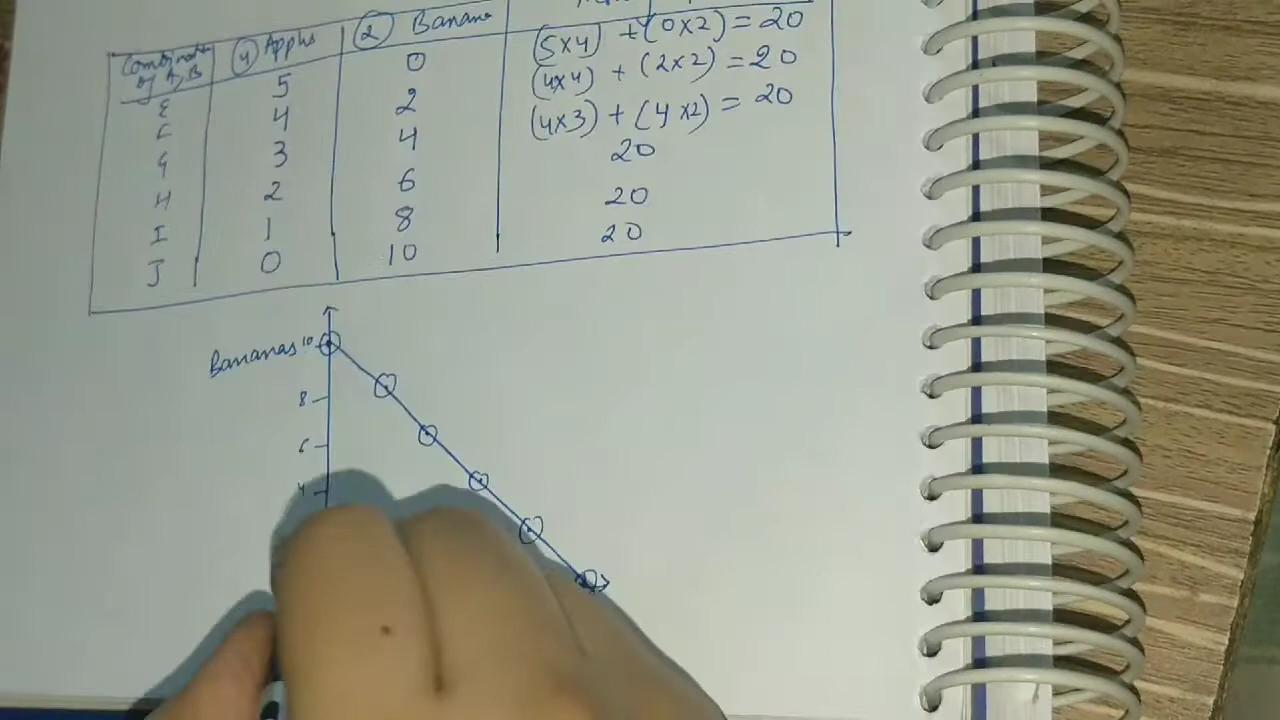 Combination of A, B | (4) Apples | (2) Banana
E 5 0 (5x4) + (0x2) = 20
F 4 2 (4x4) + (2x2) = 20
G 3 4 (4x3) + (4x2) = 20
H 2 6 20
I 1 8 20
J 0 10 20
Bananas 10
8
6
4